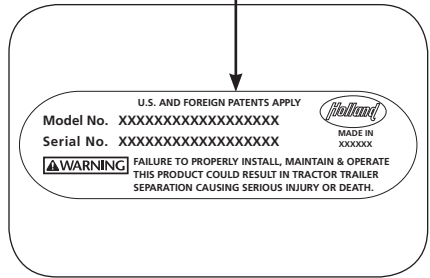 U.S. AND FOREIGN PATENTS APPLY
Holland
Model No. XXXXXXXXXXXXXXXXXX
MADE IN
XXXXXX
Serial No. XXXXXXXXXXXXXXXXXX
WARNING
FAILURE TO PROPERLY INSTALL, MAINTAIN & OPERATE
THIS PRODUCT COULD RESULT IN TRACTOR TRAILER
SEPARATION CAUSING SERIOUS INJURY OR DEATH.